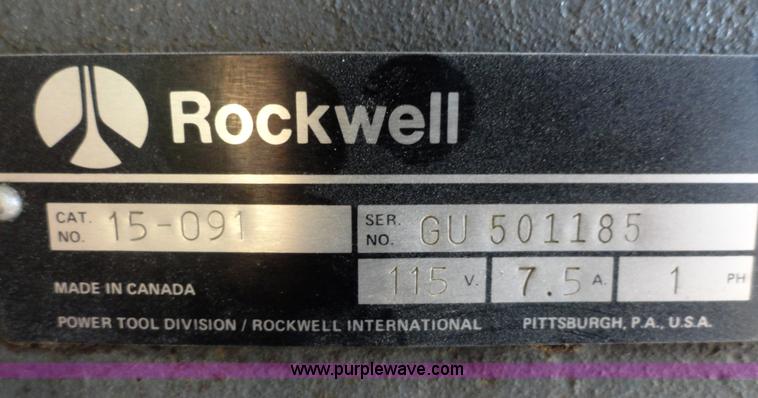 Rockwell
CAT. NO. 15-091
SER. NO. GU 501185
115 V. 7.5 A. 1 PH
MADE IN CANADA
POWER TOOL DIVISION / ROCKWELL INTERNATIONAL PITTSBURGH, P.A., U.S.A.
www.purplewave.com